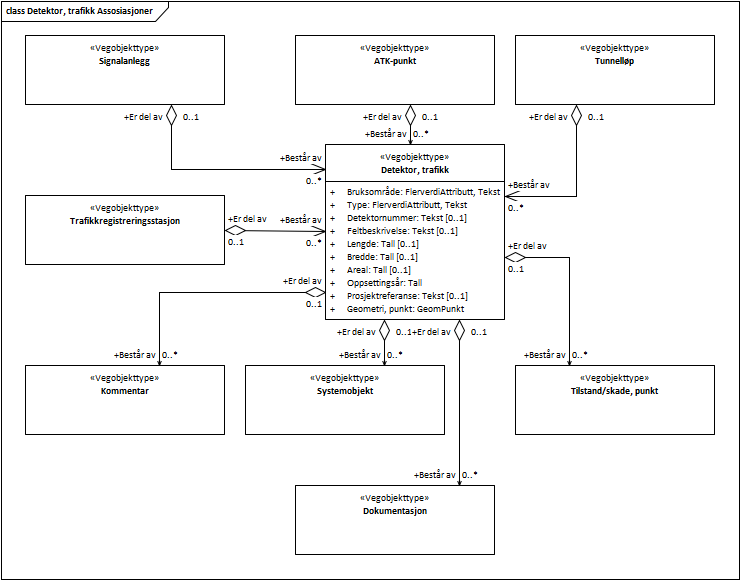 class Detektor, trafikk Assosiasjoner
«Vegobjekttype»
Signalanlegg
«Vegobjekttype»
ATK-punkt
«Vegobjekttype»
Tunnelløp
+Er del av
0..1
+Er del av
0..1
+Er del av
0..1
+Består av
0..*
+Består av
0..*
+Består av
0..*
«Vegobjekttype»
Detektor, trafikk
+ Bruksområde: FlerverdiAttributt, Tekst
+ Type: FlerverdiAttributt, Tekst
+ Detektornummer: Tekst [0..1]
+ Feltbeskrivelse: Tekst [0..1]
+ Lengde: Tall [0..1]
+ Bredde: Tall [0..1]
+ Areal: Tall [0..1]
+ Oppsettingsår: Tall
+ Prosjektreferanse: Tekst [0..1]
+ Geometri, punkt: GeomPunkt
«Vegobjekttype»
Trafikkregistreringsstasjon
+Er del av
0..1
+Består av
0..*
+Er del av
0..1
+Er del av
0..1
+Er del av
0..1
+Er del av
0..1
+Består av
0..*
+Består av
0..*
+Består av
0..*
«Vegobjekttype»
Kommentar
«Vegobjekttype»
Systemobjekt
«Vegobjekttype»
Tilstand/skade, punkt
+Består av
0..*
«Vegobjekttype»
Dokumentasjon